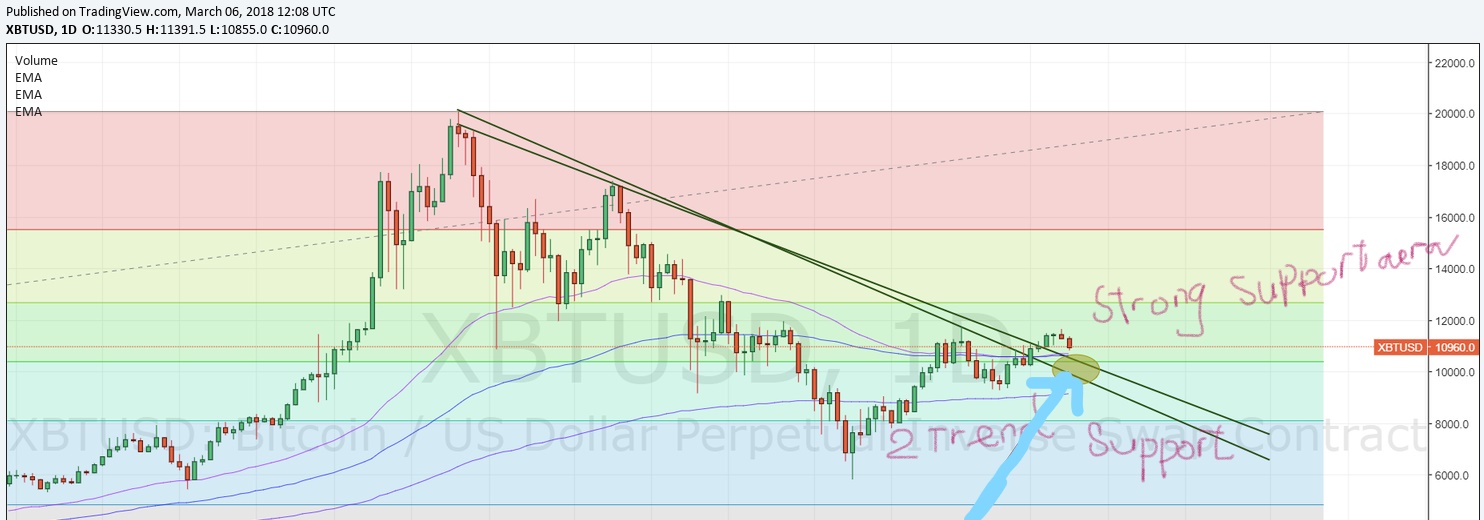 Published on TradingView.com, March 06, 2018 12:08 UTC
XBTUSD, 1D O:11330.5 H:11391.5 L:10855.0 C:10960.0
Volume
EMA
EMA
EMA
22000.0
20000.0
18000.0
16000.0
14000.0
12000.0
10000.0
8000.0
6000.0
XBTUSD 10960.0
Strong Support aera
2 Trend Support
XBTUSD, 1D
XBTUSD: Bitcoin / US Dollar Perpetual Inverse Swap Contract